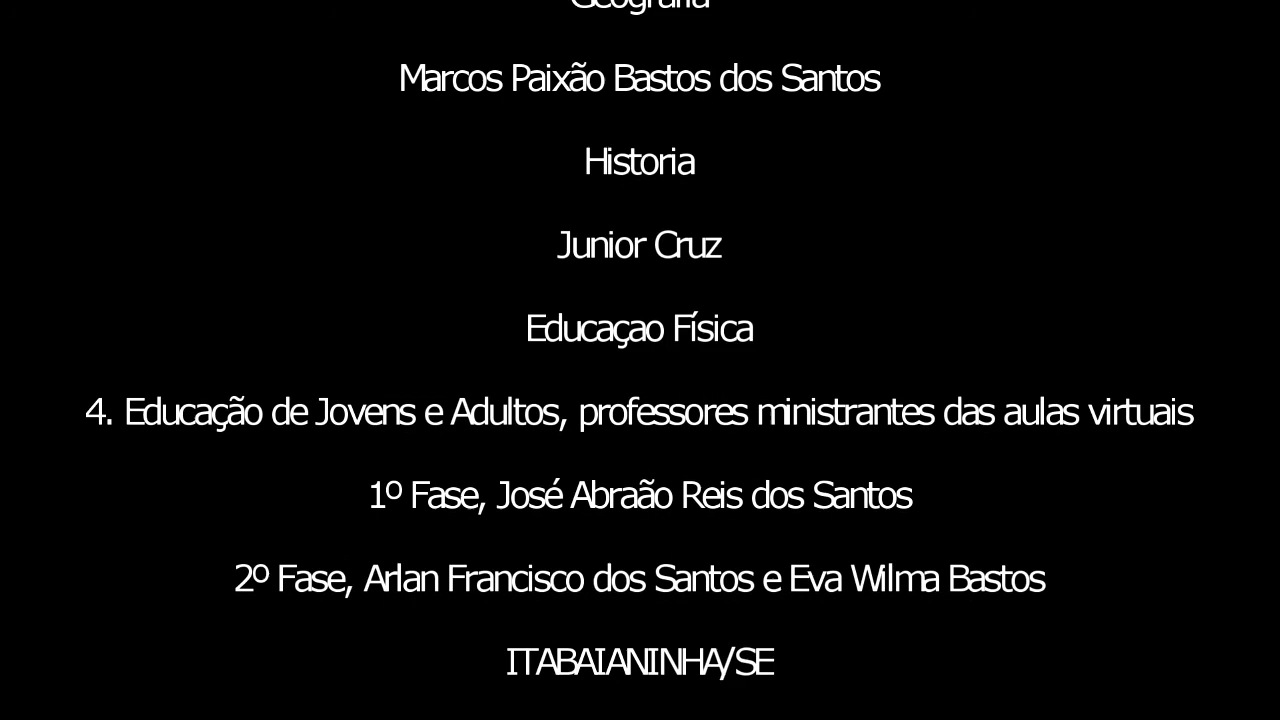 Geografia
Marcos Paixão Bastos dos Santos
Historia
Junior Cruz
Educaçao Física
4. Educação de Jovens e Adultos, professores ministrantes das aulas virtuais
1º Fase, José Abraão Reis dos Santos
2º Fase, Arlan Francisco dos Santos e Eva Wilma Bastos
ITABAIANINHA/SE